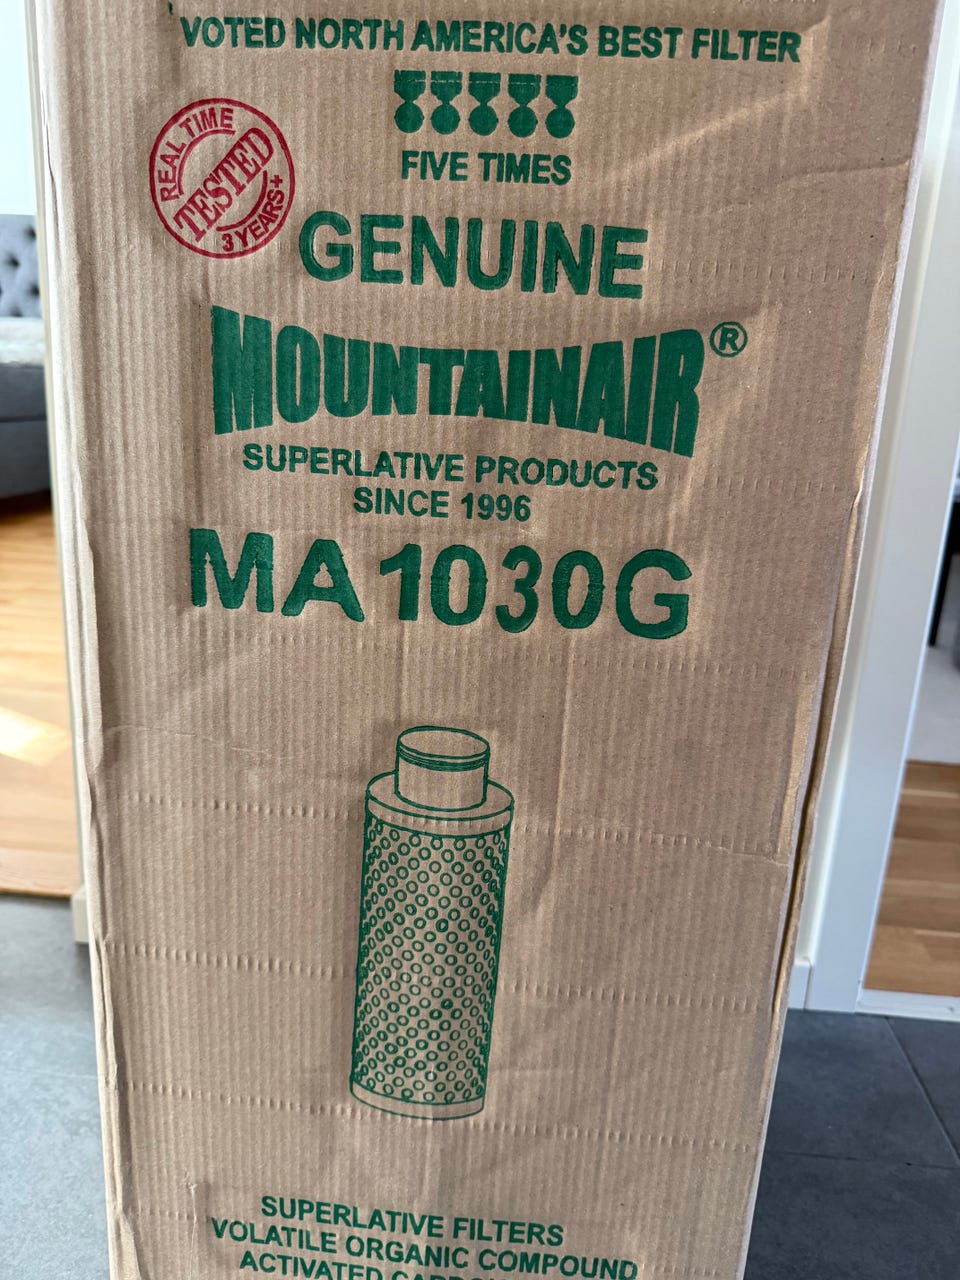 VOTED NORTH AMERICA'S BEST FILTER
FIVE TIMES
REAL TIME
TESTED
3 YEARS+
GENUINE
MOUNTAINAIR®
SUPERLATIVE PRODUCTS
SINCE 1996
MA 1030G
SUPERLATIVE FILTERS
VOLATILE ORGANIC COMPOUND
ACTIVATED